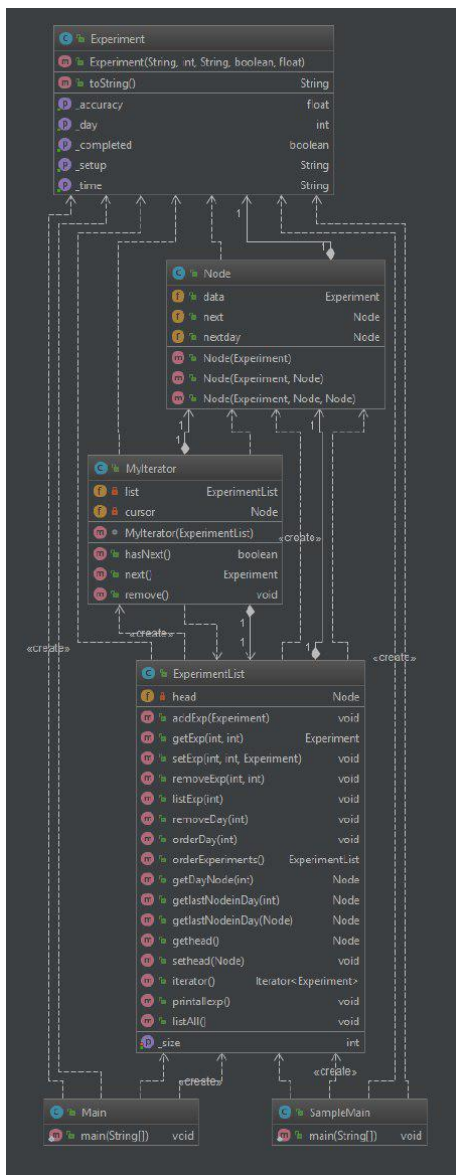 Experiment
Experiment(String, int, String, boolean, float)
toString() String
_accuracy float
_day int
_completed boolean
_setup String
_time String
1
1
Node
data Experiment
next Node
nextday Node
Node(Experiment)
Node(Experiment, Node)
Node(Experiment, Node, Node)
1
1
1
MyIterator
list ExperimentList
cursor Node
MyIterator(ExperimentList)
hasNext() boolean
«create»
next() Experiment
remove() void
1
«create»
1
1
«create»
«create»
ExperimentList
head Node
addExp(Experiment) void
getExp(int, int) Experiment
setExp(int, int, Experiment) void
removeExp(int, int) void
listExp(int) void
removeDay(int) void
orderDay(int) void
orderExperiments() ExperimentList
getDayNode(int) Node
getlastNodeinDay(int) Node
getlastNodeinDay(Node) Node
gethead() Node
sethead(Node) void
iterator() Iterator<Experiment>
printallexp() void
listAll() void
_size int
«create»
«create»
Main
main(String[]) void
SampleMain
main(String[]) void